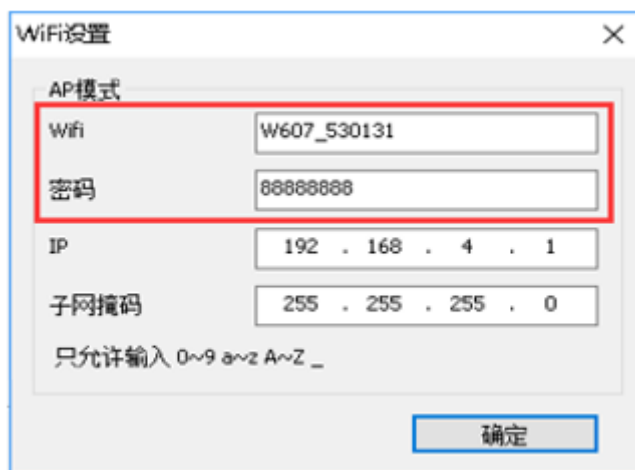 WiFi设置
AP模式
Wifi W607_530131
密码 88888888
IP 192 . 168 . 4 . 1
子网掩码 255 . 255 . 255 . 0
只允许输入 0~9 a~z A~Z _
确定